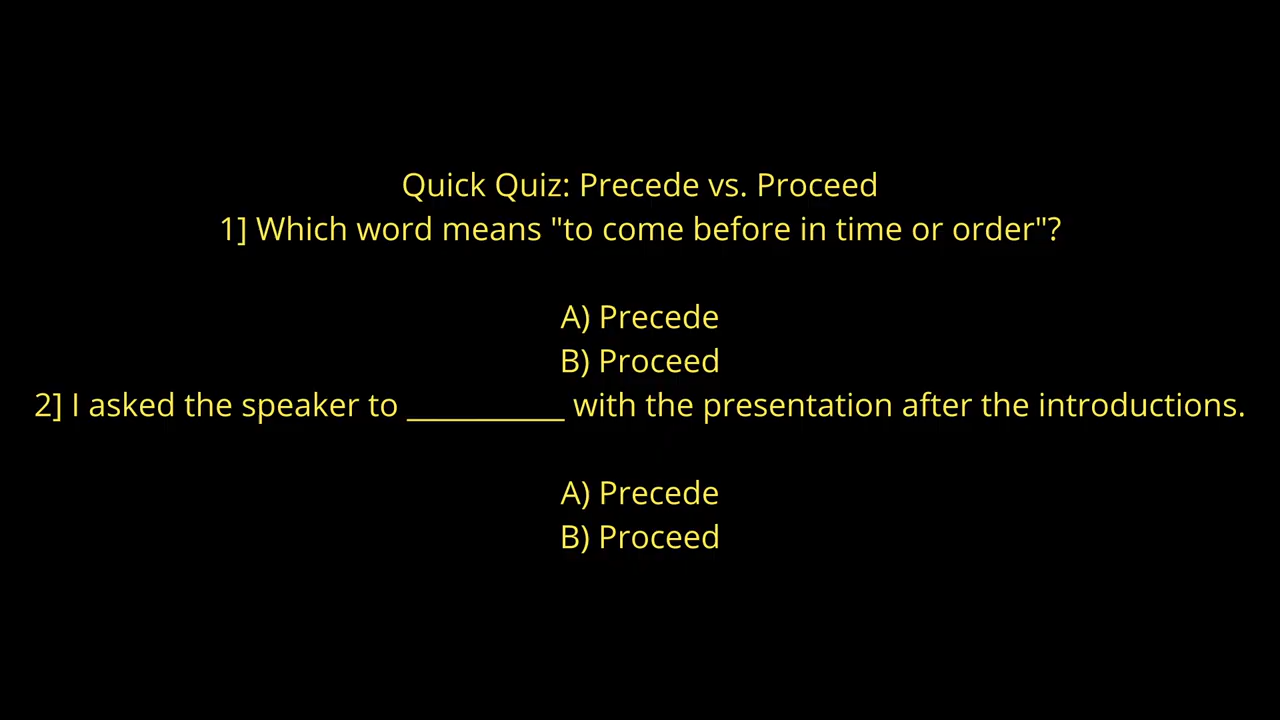 Quick Quiz: Precede vs. Proceed
1] Which word means "to come before in time or order"?
A) Precede
B) Proceed
2] I asked the speaker to ___________ with the presentation after the introductions.
A) Precede
B) Proceed